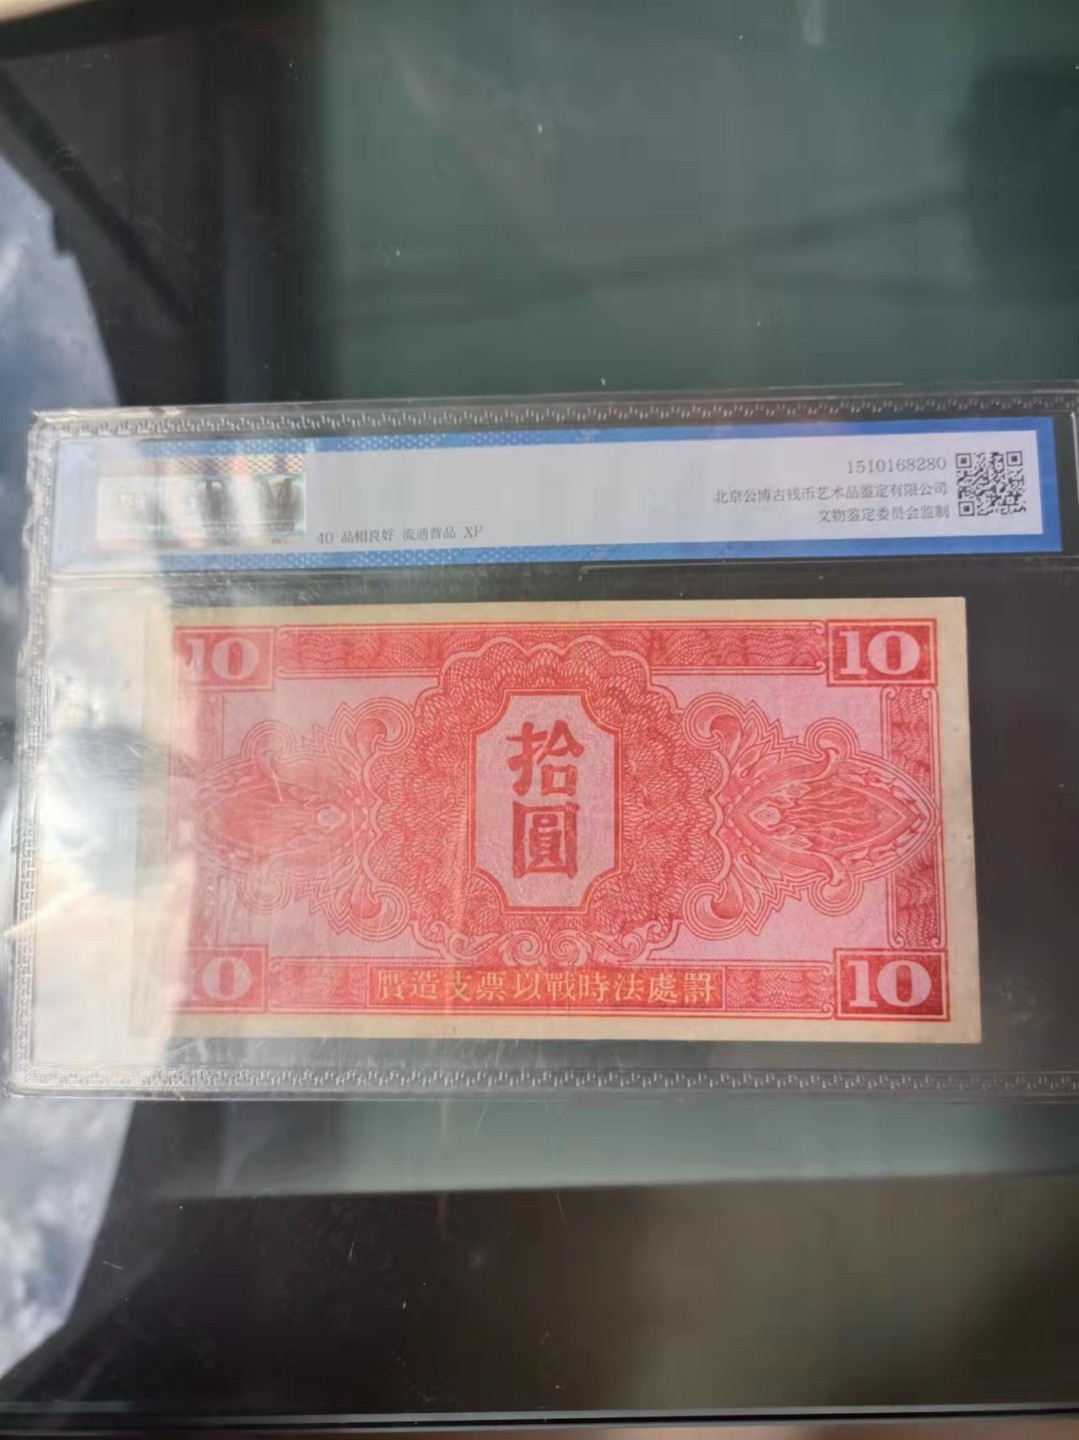 1510168280
北京公博古钱币艺术品鉴定有限公司
文物鉴定委员会监制
40 品相良好 流通普品 XF
10
10
拾
圓
10
10
贋造支票以戰時法處罸